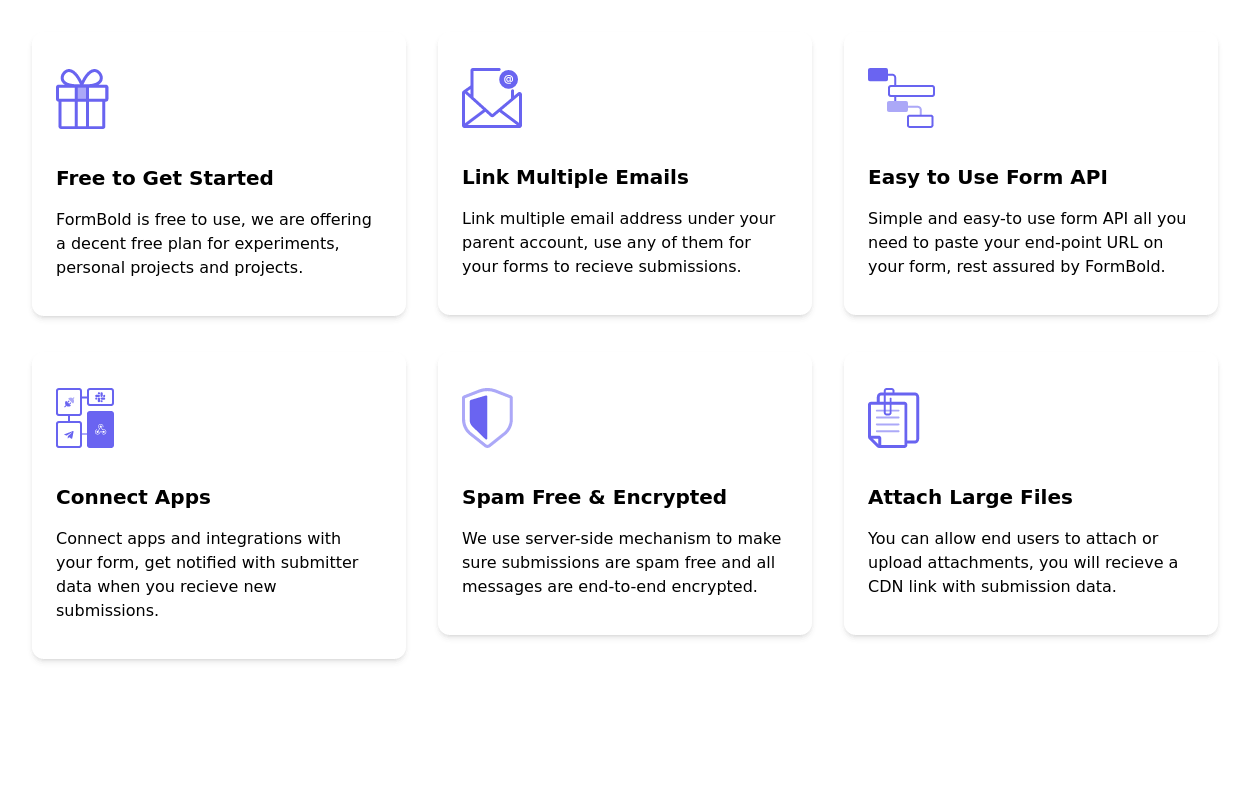 @
Free to Get Started
FormBold is free to use, we are offering
a decent free plan for experiments,
personal projects and projects.
Link Multiple Emails
Link multiple email address under your
parent account, use any of them for
your forms to recieve submissions.
Easy to Use Form API
Simple and easy-to use form API all you
need to paste your end-point URL on
your form, rest assured by FormBold.
Connect Apps
Connect apps and integrations with
your form, get notified with submitter
data when you recieve new
submissions.
Spam Free & Encrypted
We use server-side mechanism to make
sure submissions are spam free and all
messages are end-to-end encrypted.
Attach Large Files
You can allow end users to attach or
upload attachments, you will recieve a
CDN link with submission data.